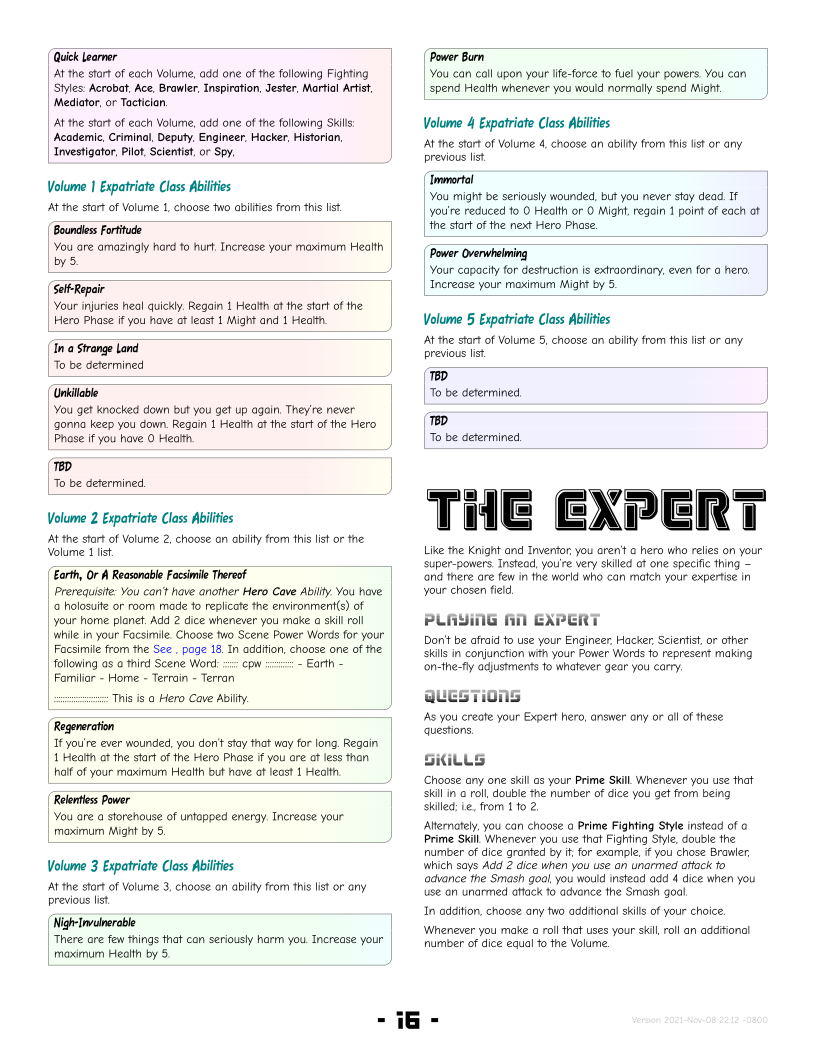 Quick Learner
At the start of each Volume, add one of the following Fighting
Styles: Acrobat, Ace, Brawler, Inspiration, Jester, Martial Artist,
Mediator, or Tactician.
At the start of each Volume, add one of the following Skills:
Academic, Criminal, Deputy, Engineer, Hacker, Historian,
Investigator, Pilot, Scientist, or Spy,
Volume 1 Expatriate Class Abilities
At the start of Volume 1, choose two abilities from this list.
Boundless Fortitude
You are amazingly hard to hurt. Increase your maximum Health
by 5.
Self-Repair
Your injuries heal quickly. Regain 1 Health at the start of the
Hero Phase if you have at least 1 Might and 1 Health.
In a Strange Land
To be determined
Unkillable
You get knocked down but you get up again. They're never
gonna keep you down. Regain 1 Health at the start of the Hero
Phase if you have 0 Health.
TBD
To be determined.
Volume 2 Expatriate Class Abilities
At the start of Volume 2, choose an ability from this list or the
Volume 1 list.
Earth, Or A Reasonable Facsimile Thereof
Prerequisite: You can't have another Hero Cave Ability. You have
a holosuite or room made to replicate the environment(s) of
your home planet. Add 2 dice whenever you make a skill roll
while in your Facsimile. Choose two Scene Power Words for your
Facsimile from the See , page 18. In addition, choose one of the
following as a third Scene Word: ::::::: cpw ::::::::::::: - Earth -
Familiar - Home - Terrain - Terran
::::::::::::::::::::::::: This is a Hero Cave Ability.
Regeneration
If you're ever wounded, you don't stay that way for long. Regain
1 Health at the start of the Hero Phase if you are at less than
half of your maximum Health but have at least 1 Health.
Relentless Power
You are a storehouse of untapped energy. Increase your
maximum Might by 5.
Volume 3 Expatriate Class Abilities
At the start of Volume 3, choose an ability from this list or any
previous list.
Nigh-Invulnerable
There are few things that can seriously harm you. Increase your
maximum Health by 5.
Power Burn
You can call upon your life-force to fuel your powers. You can
spend Health whenever you would normally spend Might.
Volume 4 Expatriate Class Abilities
At the start of Volume 4, choose an ability from this list or any
previous list.
Immortal
You might be seriously wounded, but you never stay dead. If
you're reduced to 0 Health or 0 Might, regain 1 point of each at
the start of the next Hero Phase.
Power Overwhelming
Your capacity for destruction is extraordinary, even for a hero.
Increase your maximum Might by 5.
Volume 5 Expatriate Class Abilities
At the start of Volume 5, choose an ability from this list or any
previous list.
TBD
To be determined.
TBD
To be determined.
THE EXPERT
Like the Knight and Inventor, you aren't a hero who relies on your
super-powers. Instead, you're very skilled at one specific thing –
and there are few in the world who can match your expertise in
your chosen field.
PLAYING AN EXPERT
Don't be afraid to use your Engineer, Hacker, Scientist, or other
skills in conjunction with your Power Words to represent making
on-the-fly adjustments to whatever gear you carry.
QUESTIONS
As you create your Expert hero, answer any or all of these
questions.
SKILLS
Choose any one skill as your Prime Skill. Whenever you use that
skill in a roll, double the number of dice you get from being
skilled; i.e., from 1 to 2.
Alternately, you can choose a Prime Fighting Style instead of a
Prime Skill. Whenever you use that Fighting Style, double the
number of dice granted by it; for example, if you chose Brawler,
which says Add 2 dice when you use an unarmed attack to
advance the Smash goal, you would instead add 4 dice when you
use an unarmed attack to advance the Smash goal.
In addition, choose any two additional skills of your choice.
Whenever you make a roll that uses your skill, roll an additional
number of dice equal to the Volume.
- 16 -
Version 2021-Nov-08 22:12 -0800